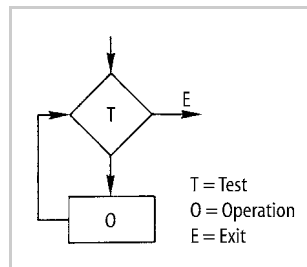 E
T
O
T = Test
O = Operation
E = Exit